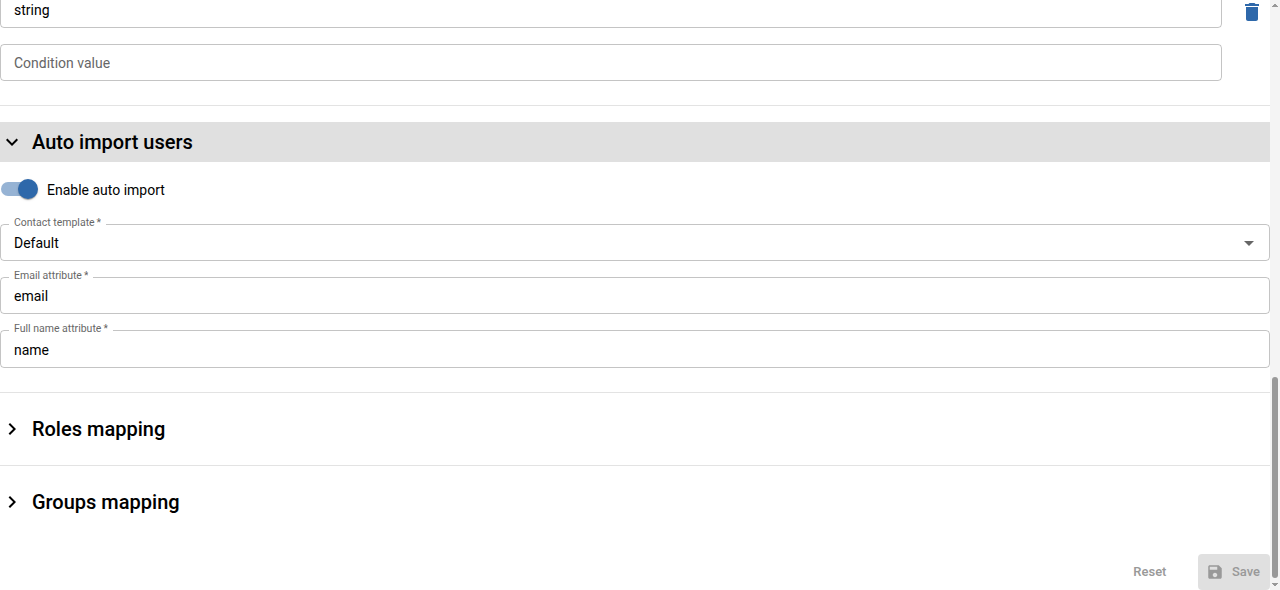 string
Condition value
Auto import users
Enable auto import
Contact template *
Default
Email attribute *
email
Full name attribute *
name
Roles mapping
Groups mapping
Reset
Save